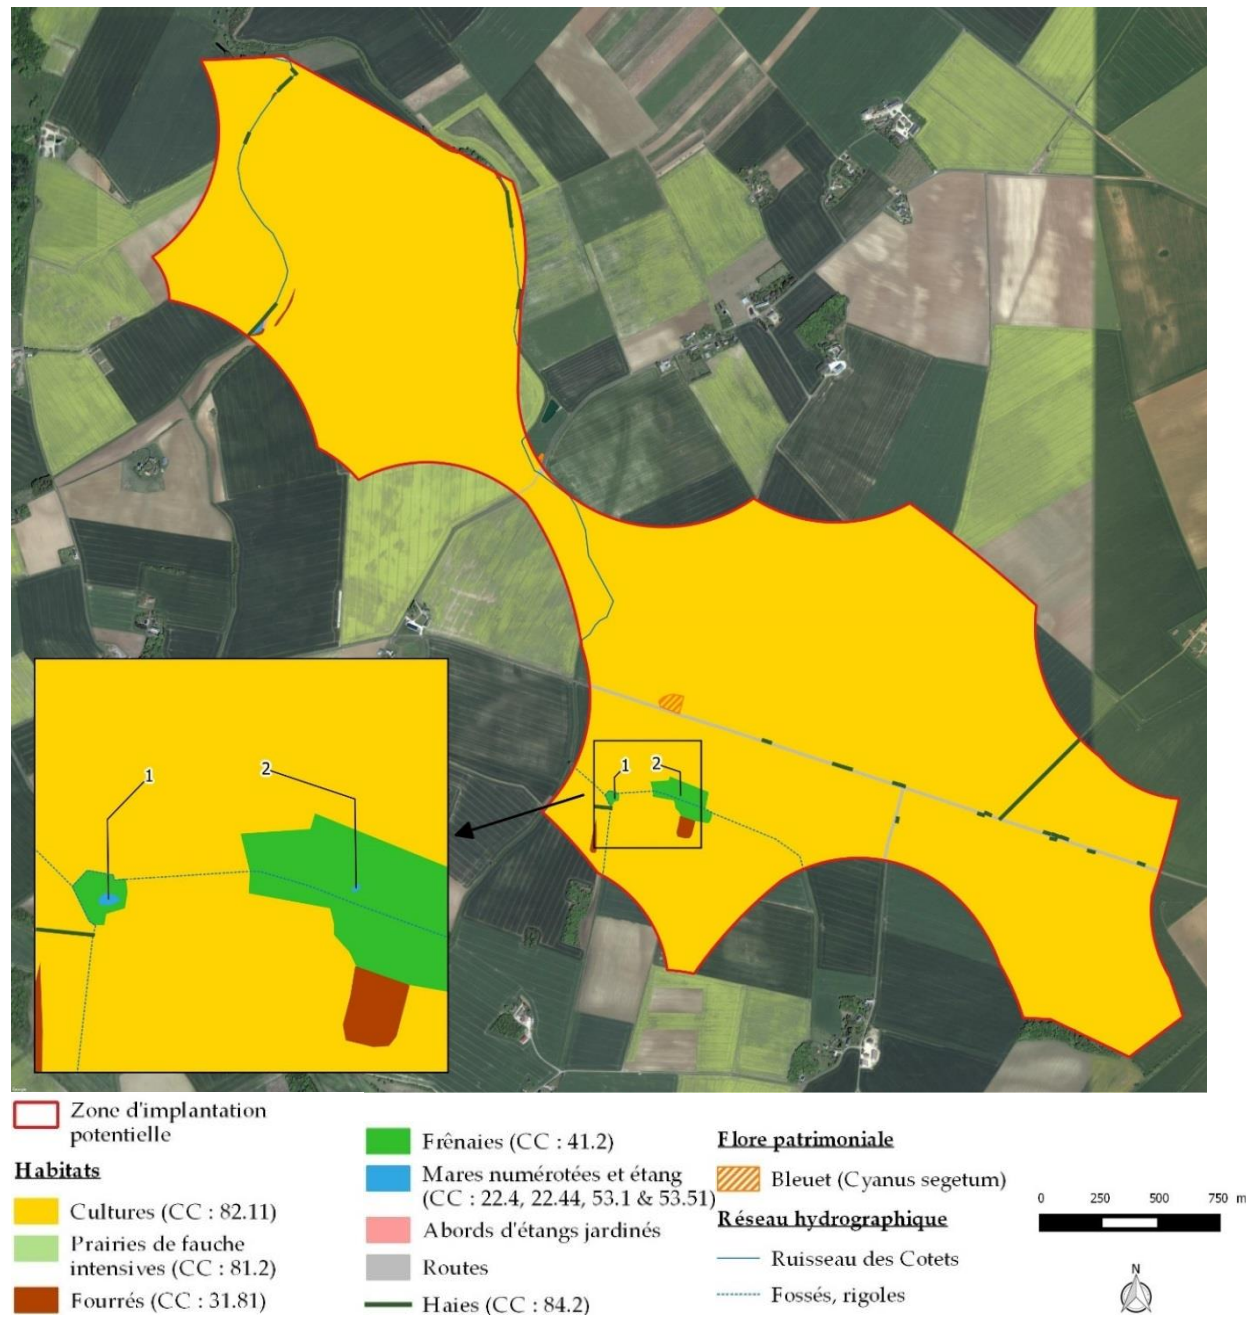 1
2
1
2
Zone d'implantation
potentielle
Habitats
Cultures (CC : 82.11)
Prairies de fauche
intensives (CC : 81.2)
Fourrés (CC : 31.81)
Frênaies (CC : 41.2)
Mares numérotées et étang
(CC : 22.4, 22.44, 53.1 & 53.51)
Abords d'étangs jardinés
Routes
Haies (CC : 84.2)
Flore patrimoniale
Bleuet (Cyanus segetum)
Réseau hydrographique
Ruisseau des Cotets
Fossés, rigoles
0 250 500 750 m
N